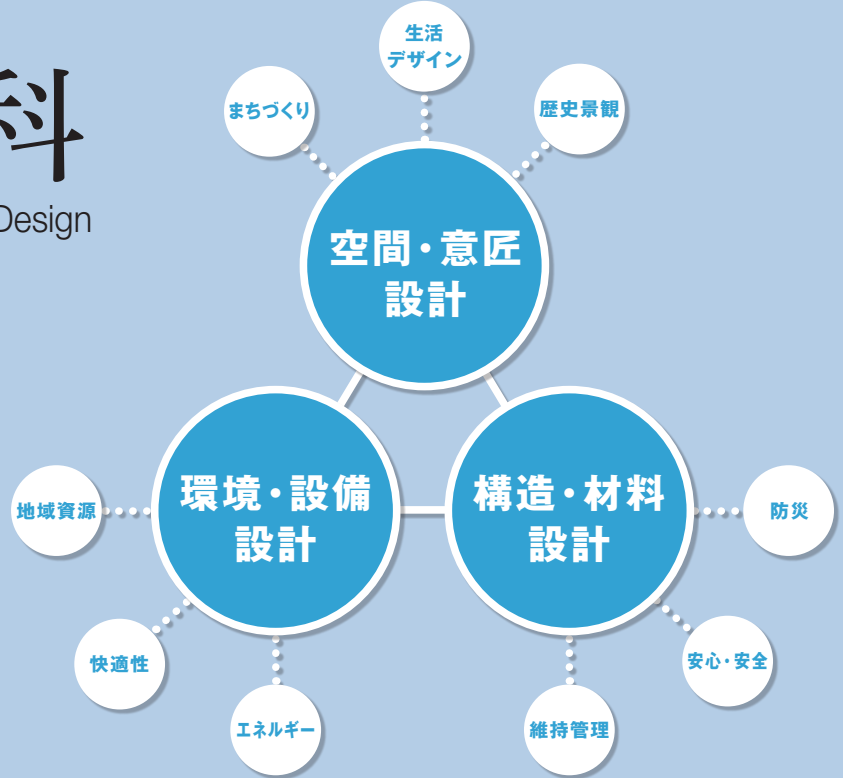 科
Design
生活
デザイン
まちづくり
歴史景観
空間・意匠
設計
環境・設備
設計
構造・材料
設計
地域資源
防災
快適性
安心・安全
エネルギー
維持管理